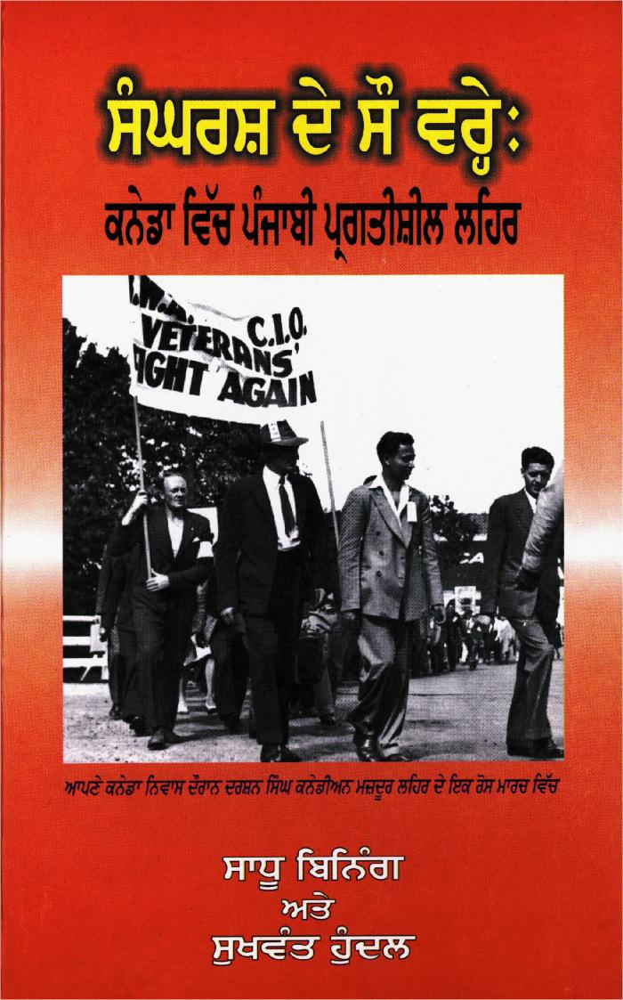 ਸੰਘਰਸ਼ ਦੇ ਸੌ ਵਰ੍ਹੇ:
ਕਨੇਡਾ ਵਿੱਚ ਪੰਜਾਬੀ ਪ੍ਰਗਤੀਸ਼ੀਲ ਲਹਿਰ
I.W.A. C.I.O.
VETERANS'
FIGHT AGAIN
ਆਪਣੇ ਕਨੇਡਾ ਨਿਵਾਸ ਦੌਰਾਨ ਦਰਸ਼ਨ ਸਿੰਘ ਕਨੇਡੀਅਨ ਮਜ਼ਦੂਰ ਲਹਿਰ ਦੇ ਇਕ ਰੋਸ ਮਾਰਚ ਵਿੱਚ
ਸਾਧੂ ਬਿਨਿੰਗ
ਅਤੇ
ਸੁਖਵੰਤ ਹੁੰਦਲ